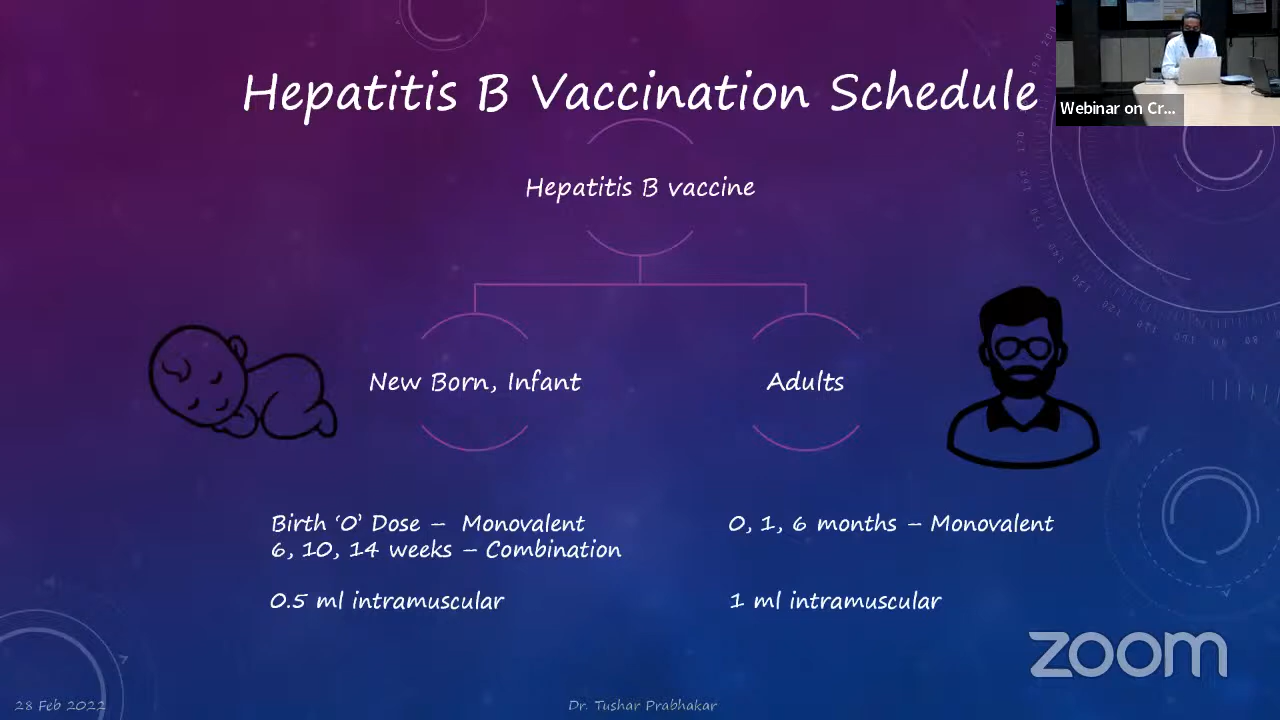 Hepatitis B Vaccination Schedule
Webinar on Cr...
Hepatitis B vaccine
New Born, Infant
Adults
Birth ‘0’ Dose – Monovalent
6, 10, 14 weeks – Combination
0.5 ml intramuscular
0, 1, 6 months – Monovalent
1 ml intramuscular
zoom
28 Feb 2022
Dr. Tushar Prabhakar